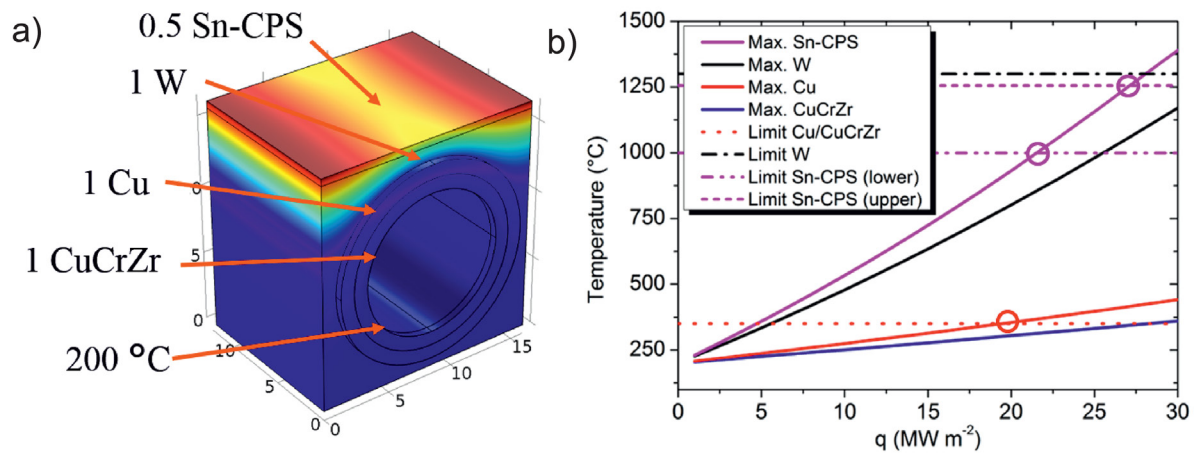 a)
0.5 Sn-CPS
1 W
1 Cu
1 CuCrZr
200 °C
0
5
0
10
5
0
0
5
10
15
b)
1500
1250
1000
750
500
250
Temperature (°C)
Max. Sn-CPS
Max. W
Max. Cu
Max. CuCrZr
Limit Cu/CuCrZr
Limit W
Limit Sn-CPS (lower)
Limit Sn-CPS (upper)
0 5 10 15 20 25 30
q (MW m⁻²)